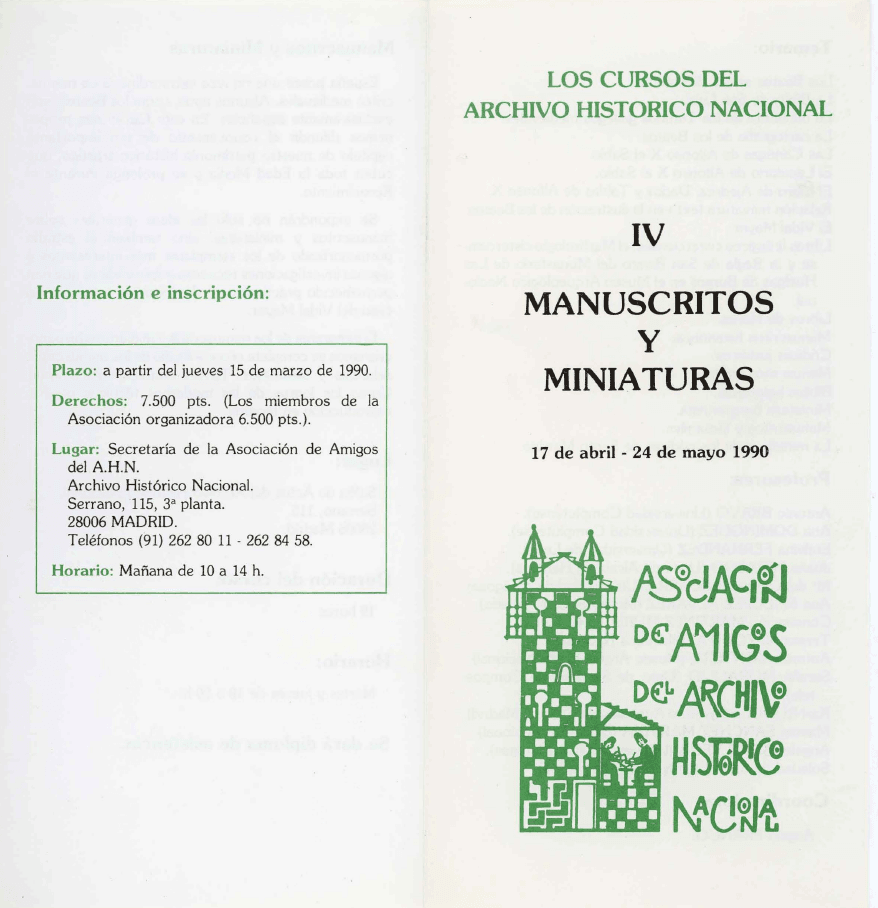 Información e inscripción:
Plazo: a partir del jueves 15 de marzo de 1990.
Derechos: 7.500 pts. (Los miembros de la
Asociación organizadora 6.500 pts.).
Lugar: Secretaría de la Asociación de Amigos
del A.H.N.
Archivo Histórico Nacional.
Serrano, 115, 3ª planta.
28006 MADRID.
Teléfonos (91) 262 80 11 - 262 84 58.
Horario: Mañana de 10 a 14 h.
LOS CURSOS DEL
ARCHIVO HISTORICO NACIONAL
IV
MANUSCRITOS
Y
MINIATURAS
17 de abril - 24 de mayo 1990
ASOCIACIÓN
DE AMIGOS
DEL ARCHIVO
HISTÓRICO
NACIONAL